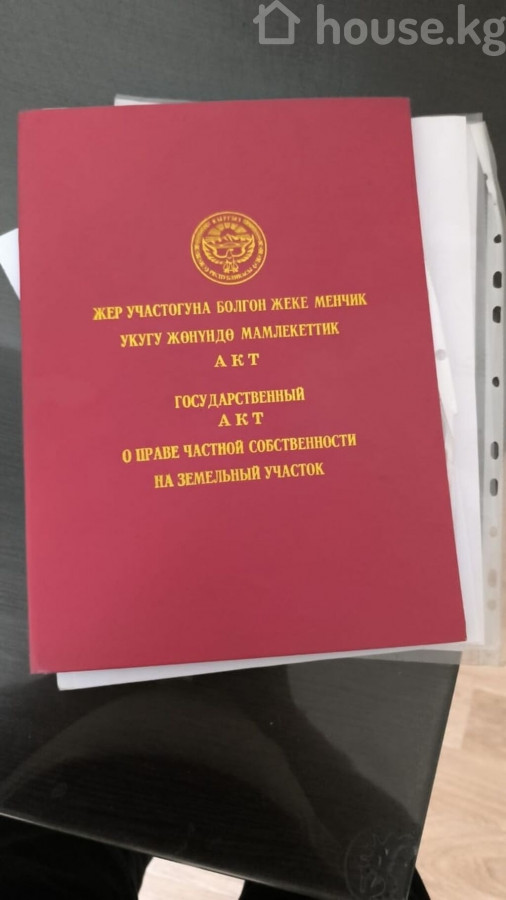 house.kg
ЖЕР УЧАСТОГУНА БОЛГОН ЖЕКЕ МЕНЧИК
УКУГУ ЖӨНҮНДӨ МАМЛЕКЕТТИК
АКТ
ГОСУДАРСТВЕННЫЙ
АКТ
О ПРАВЕ ЧАСТНОЙ СОБСТВЕННОСТИ
НА ЗЕМЕЛЬНЫЙ УЧАСТОК